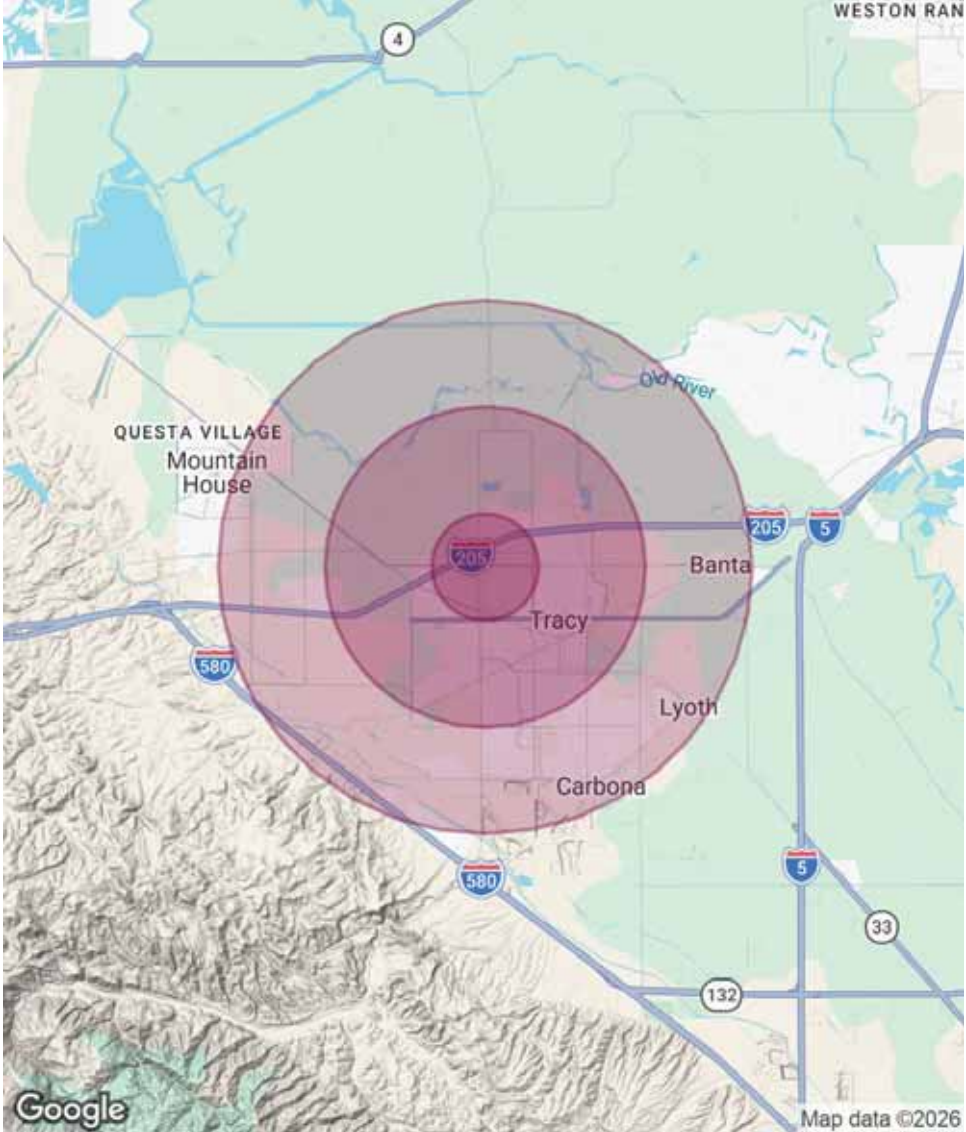 WESTON RAN
4
Old River
QUESTA VILLAGE
Mountain
House
205
5
205
Banta
Tracy
580
Lyoth
Carbona
5
580
33
132
Google
Map data ©2026